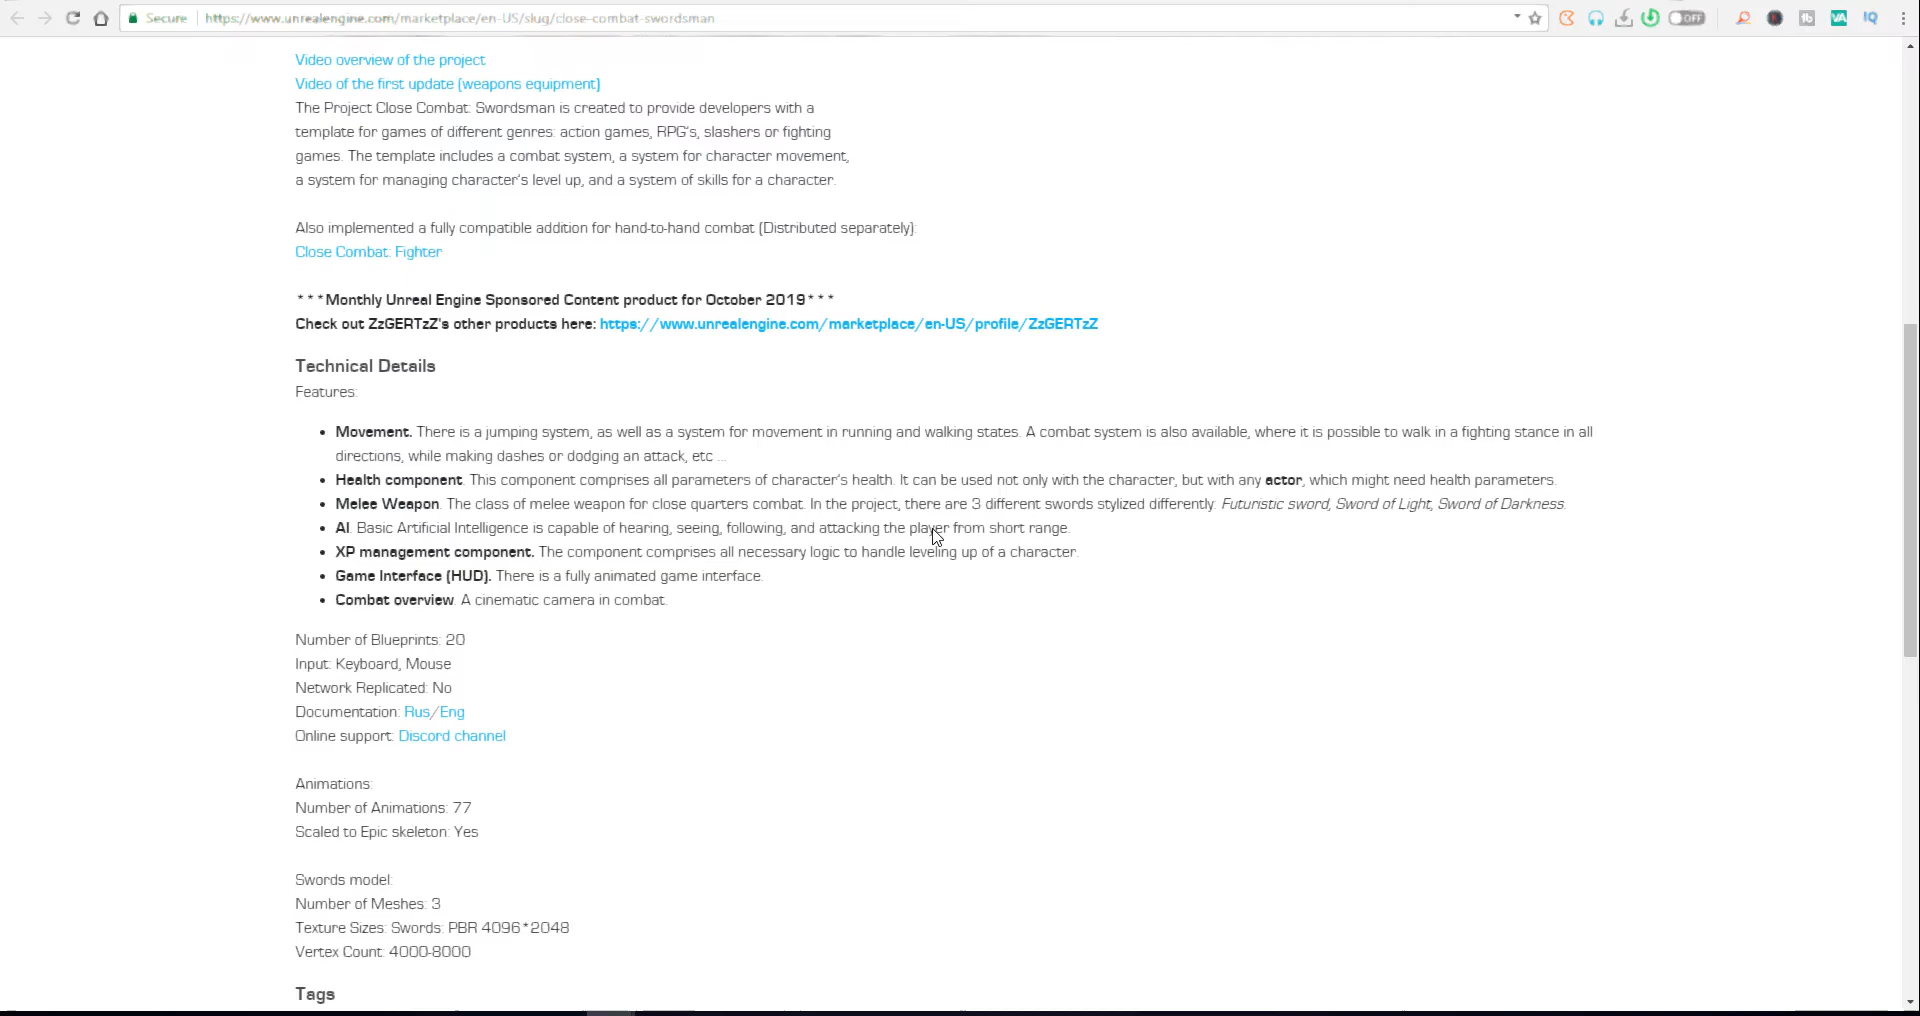 Secure https://www.unrealengine.com/marketplace/en-US/slug/close-combat-swordsman OFF tb VA IQ
Video overview of the project
Video of the first update (weapons equipment)
The Project Close Combat: Swordsman is created to provide developers with a
template for games of different genres: action games, RPG's, slashers or fighting
games. The template includes a combat system, a system for character movement,
a system for managing character's level up, and a system of skills for a character.
Also implemented a fully compatible addition for hand-to-hand combat (Distributed separately):
Close Combat: Fighter
***Monthly Unreal Engine Sponsored Content product for October 2019***
Check out ZzGERTzZ's other products here: https://www.unrealengine.com/marketplace/en-US/profile/ZzGERTzZ
Technical Details
Features:
• Movement. There is a jumping system, as well as a system for movement in running and walking states. A combat system is also available, where it is possible to walk in a fighting stance in all
directions, while making dashes or dodging an attack, etc ...
• Health component. This component comprises all parameters of character's health. It can be used not only with the character, but with any actor, which might need health parameters.
• Melee Weapon. The class of melee weapon for close quarters combat. In the project, there are 3 different swords stylized differently: Futuristic sword, Sword of Light, Sword of Darkness.
• AI. Basic Artificial Intelligence is capable of hearing, seeing, following, and attacking the player from short range.
• XP management component. The component comprises all necessary logic to handle leveling up of a character.
• Game Interface (HUD). There is a fully animated game interface.
• Combat overview. A cinematic camera in combat.
Number of Blueprints: 20
Input: Keyboard, Mouse
Network Replicated: No
Documentation: Rus/Eng
Online support: Discord channel
Animations:
Number of Animations: 77
Scaled to Epic skeleton: Yes
Swords model:
Number of Meshes: 3
Texture Sizes: Swords: PBR 4096*2048
Vertex Count: 4000-8000
Tags